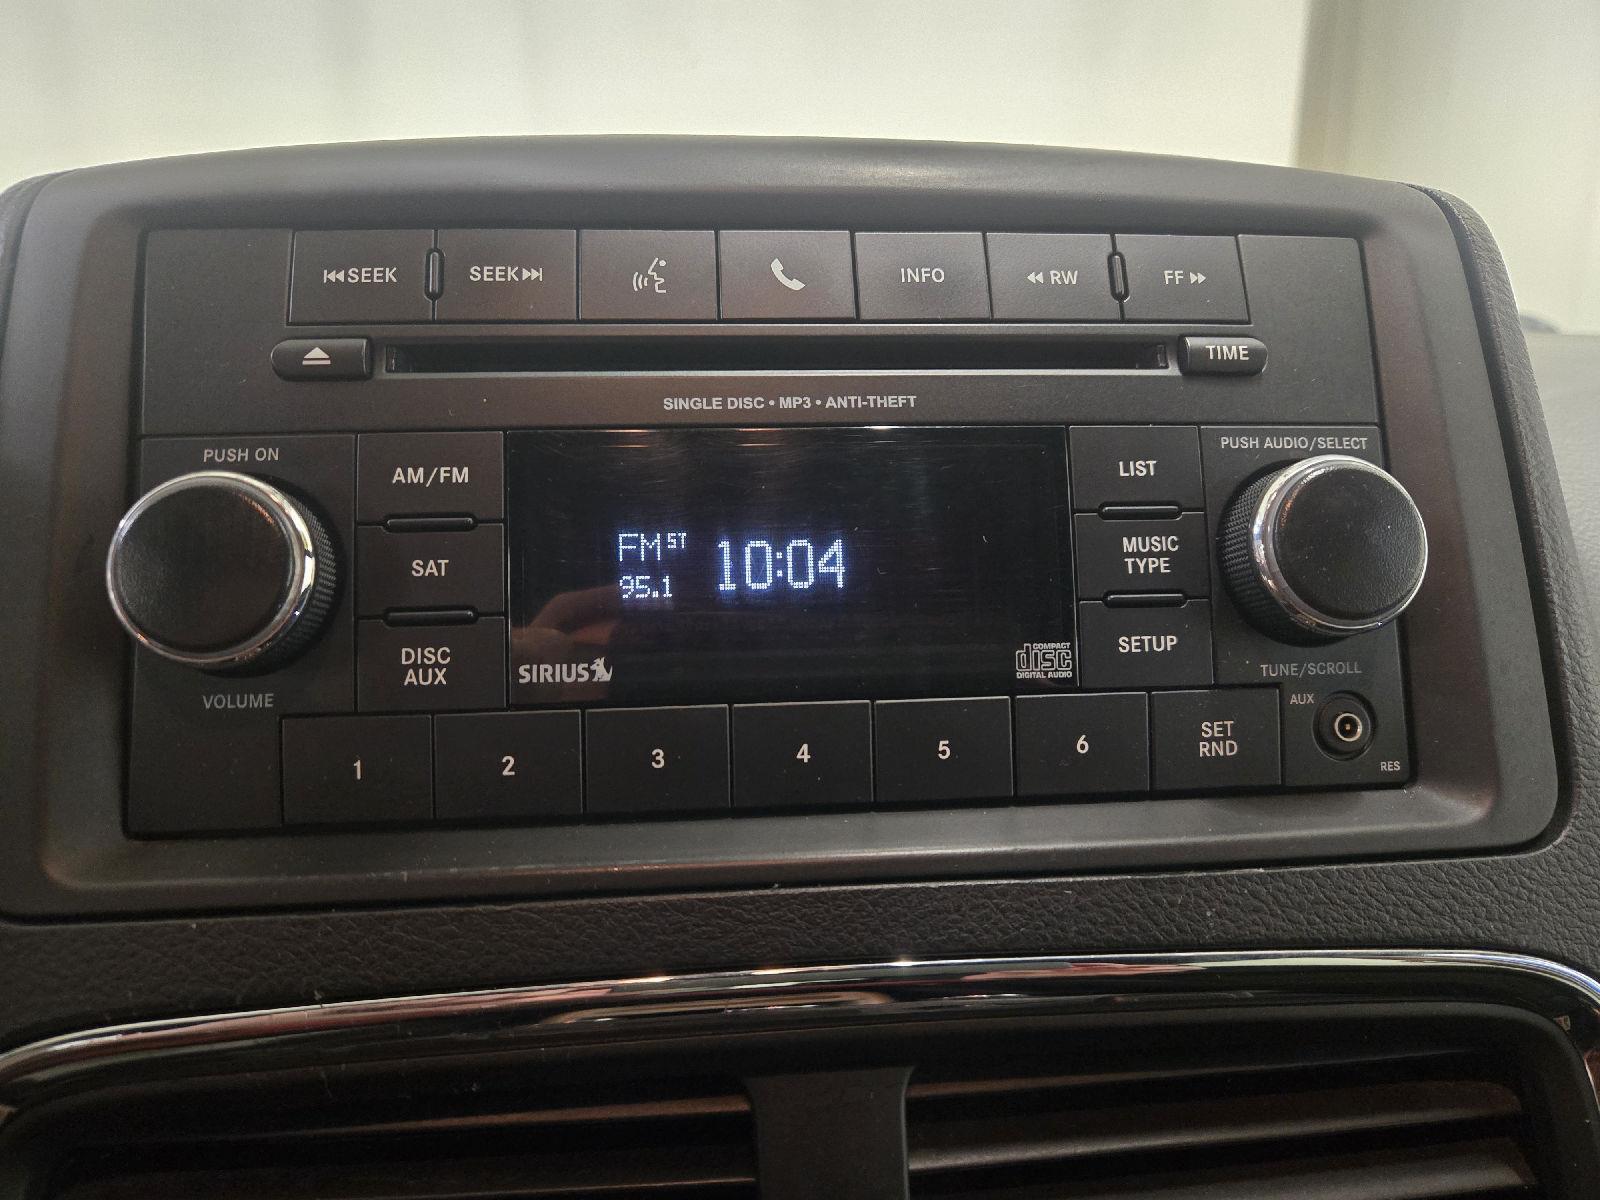 SEEK
SEEK
INFO
RW
FF
TIME
SINGLE DISC • MP3 • ANTI-THEFT
PUSH ON
AM/FM
LIST
PUSH AUDIO/SELECT
SAT
FM ST
95.1
10:04
MUSIC
TYPE
DISC
AUX
SIRIUS
COMPACT
disc
DIGITAL AUDIO
SETUP
TUNE/SCROLL
VOLUME
AUX
RES
1
2
3
4
5
6
SET
RND